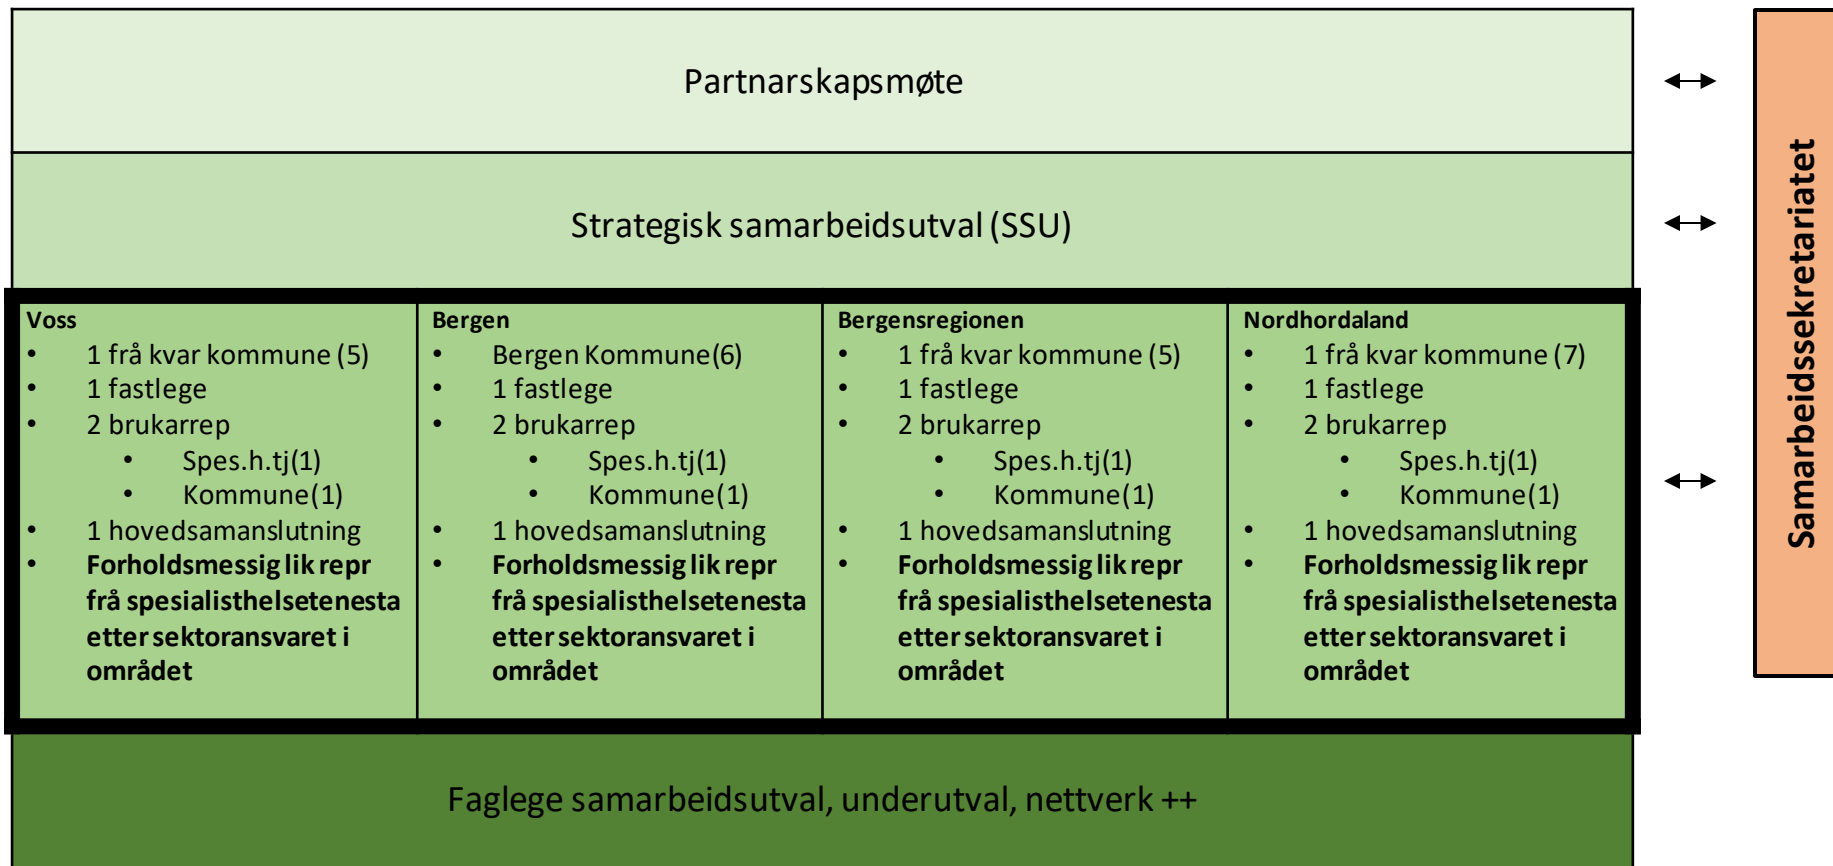 Partnarskapsmøte
Strategisk samarbeidsutval (SSU)
Voss
• 1 frå kvar kommune (5)
• 1 fastlege
• 2 brukarrep
• Spes.h.tj(1)
• Kommune(1)
• 1 hovedsamanslutning
• Forholdsmessig lik repr
frå spesialisthelsetenesta
etter sektoransvaret i
området
Bergen
• Bergen Kommune(6)
• 1 fastlege
• 2 brukarrep
• Spes.h.tj(1)
• Kommune(1)
• 1 hovedsamanslutning
• Forholdsmessig lik repr
frå spesialisthelsetenesta
etter sektoransvaret i
området
Bergensregionen
• 1 frå kvar kommune (5)
• 1 fastlege
• 2 brukarrep
• Spes.h.tj(1)
• Kommune(1)
• 1 hovedsamanslutning
• Forholdsmessig lik repr
frå spesialisthelsetenesta
etter sektoransvaret i
området
Nordhordaland
• 1 frå kvar kommune (7)
• 1 fastlege
• 2 brukarrep
• Spes.h.tj(1)
• Kommune(1)
• 1 hovedsamanslutning
• Forholdsmessig lik repr
frå spesialisthelsetenesta
etter sektoransvaret i
området
Faglege samarbeidsutval, underutval, nettverk ++
Samarbeidssekretariatet